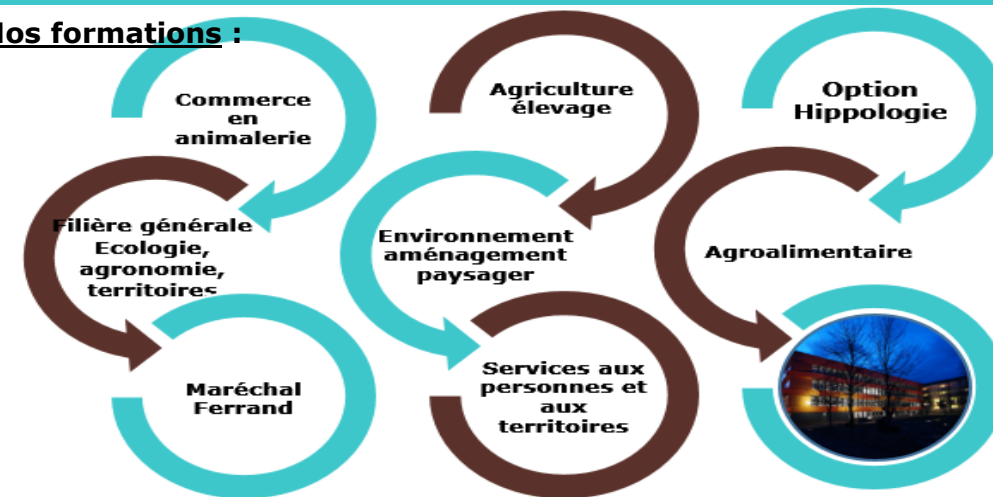 Nos formations :
Commerce
en
animalerie
Filière générale
Ecologie,
agronomie,
territoires
Maréchal
Ferrand
Agriculture
élevage
Environnement
aménagement
paysager
Services aux
personnes et
aux
territoires
Option
Hippologie
Agroalimentaire